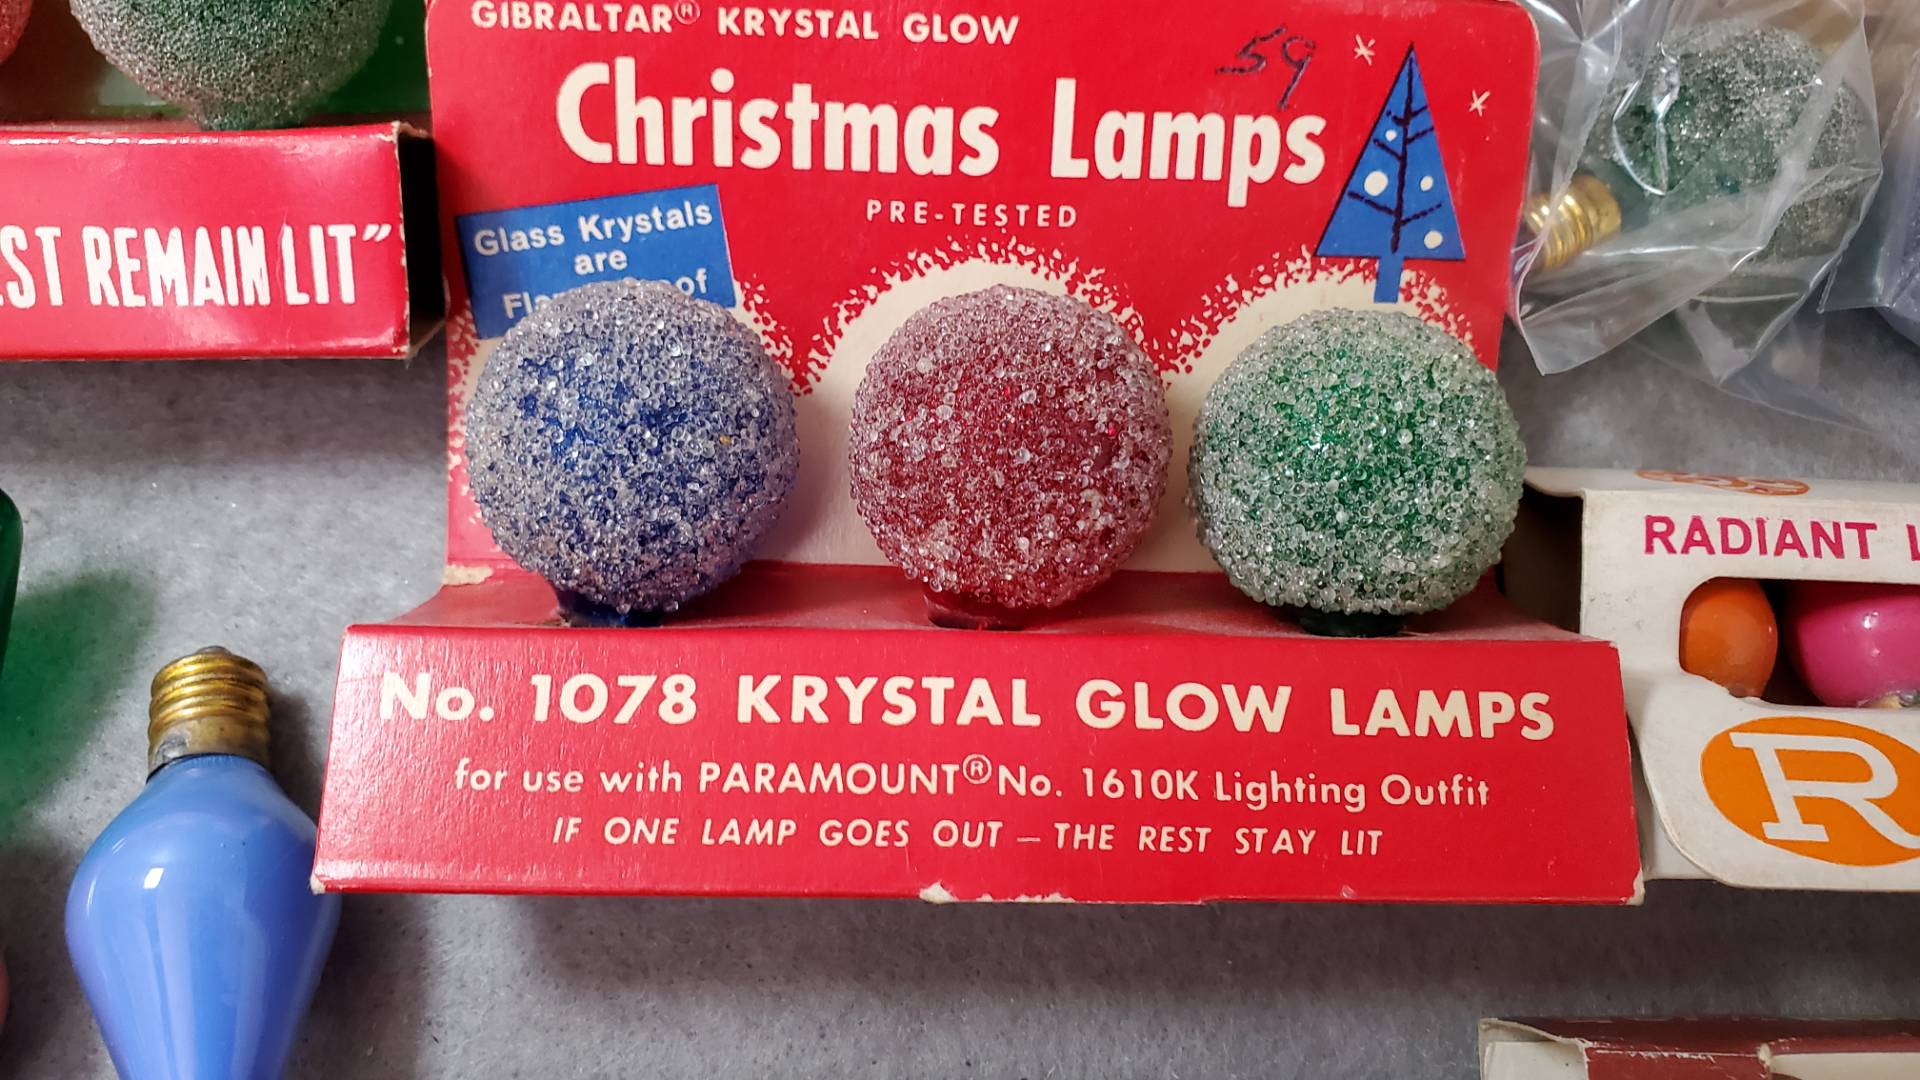 GIBRALTAR® KRYSTAL GLOW
59
Christmas Lamps
PRE-TESTED
Glass Krystals
are
No. 1078 KRYSTAL GLOW LAMPS
for use with PARAMOUNT® No. 1610K Lighting Outfit
IF ONE LAMP GOES OUT – THE REST STAY LIT
REMAIN LIT"
RADIANT
R